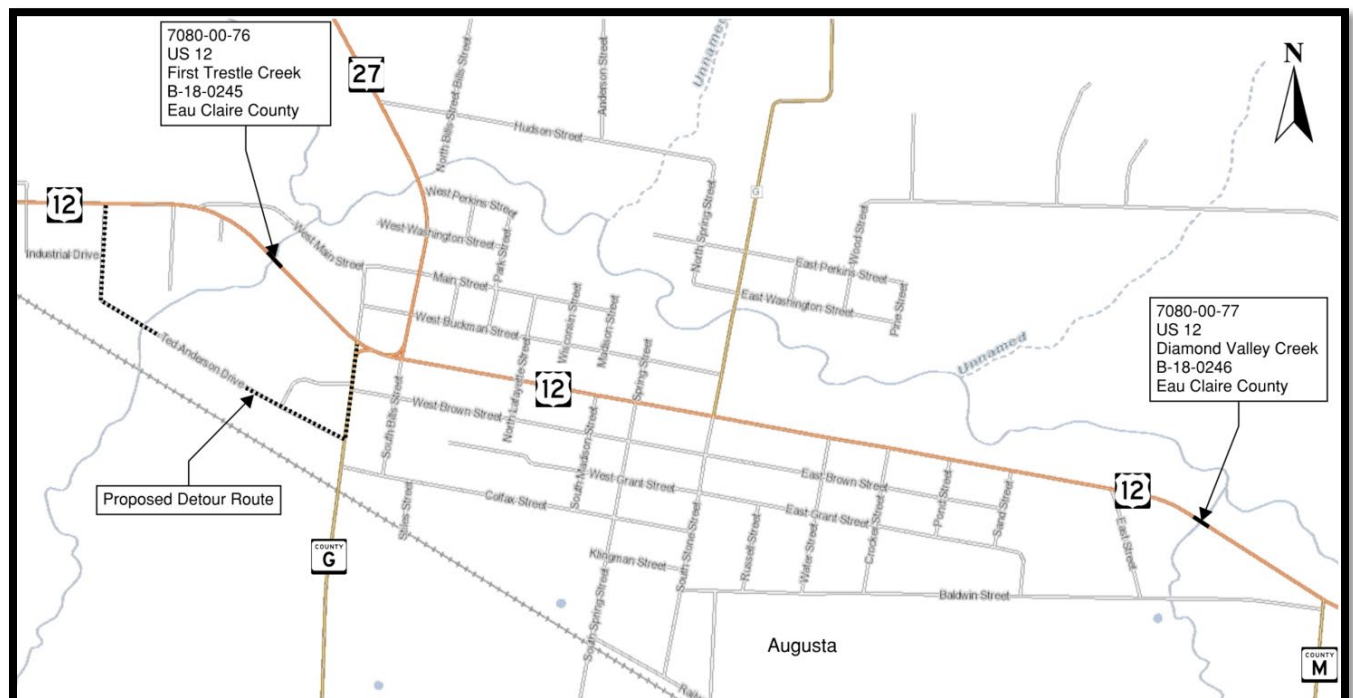 7080-00-76
US 12
First Trestle Creek
B-18-0245
Eau Claire County
27
N
Unnamed
North Bills Street
Bills Street
Anderson Street
Hudson Street
G
12
West Perkins Street
West Washington Street
Park Street
West Main Street
Main Street
North Spring Street
Wood Street
East Perkins Street
East Washington Street
Pine Street
Industrial Drive
West Buckman Street
Wisconsin Street
Madison Street
Unnamed
7080-00-77
US 12
Diamond Valley Creek
B-18-0246
Eau Claire County
Ted Anderson Drive
12
Spring Street
North Lafayette Street
South Bills Street
West Brown Street
South Madison Street
East Brown Street
Proposed Detour Route
West Grant Street
East Grant Street
Colfax Street
Stiles Street
Pond Street
Sand Street
12
East Street
Crocker Street
Water Street
Russell Street
South Stone Street
Klingman Street
South Spring Street
Baldwin Street
COUNTY
G
Augusta
COUNTY
M